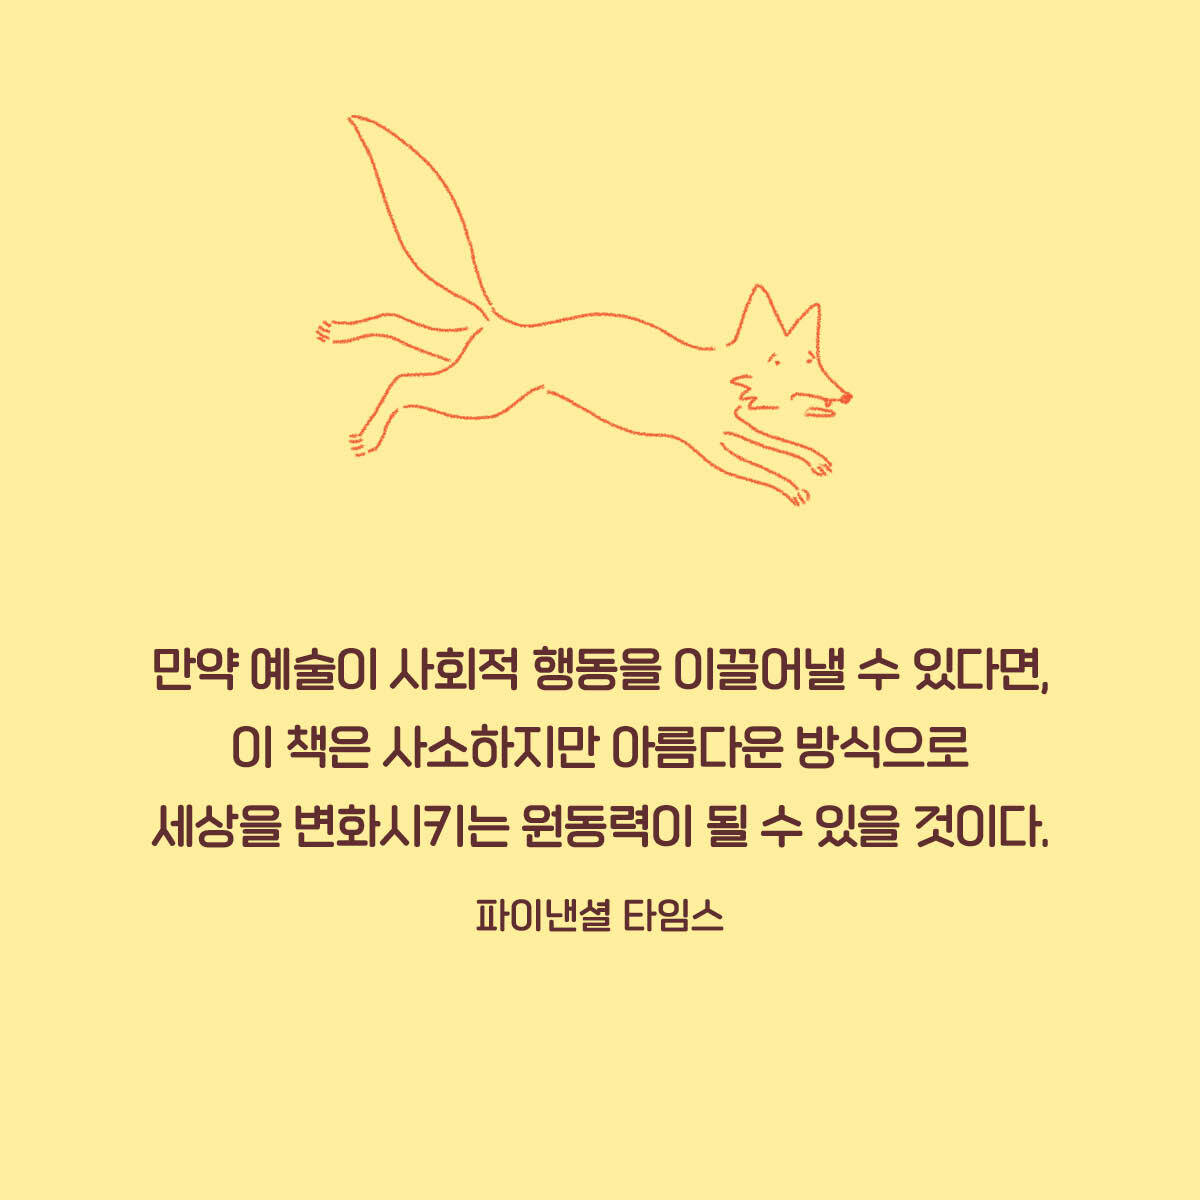 만약 예술이 사회적 행동을 이끌어낼 수 있다면,
이 책은 사소하지만 아름다운 방식으로
세상을 변화시키는 원동력이 될 수 있을 것이다.
파이낸셜 타임스